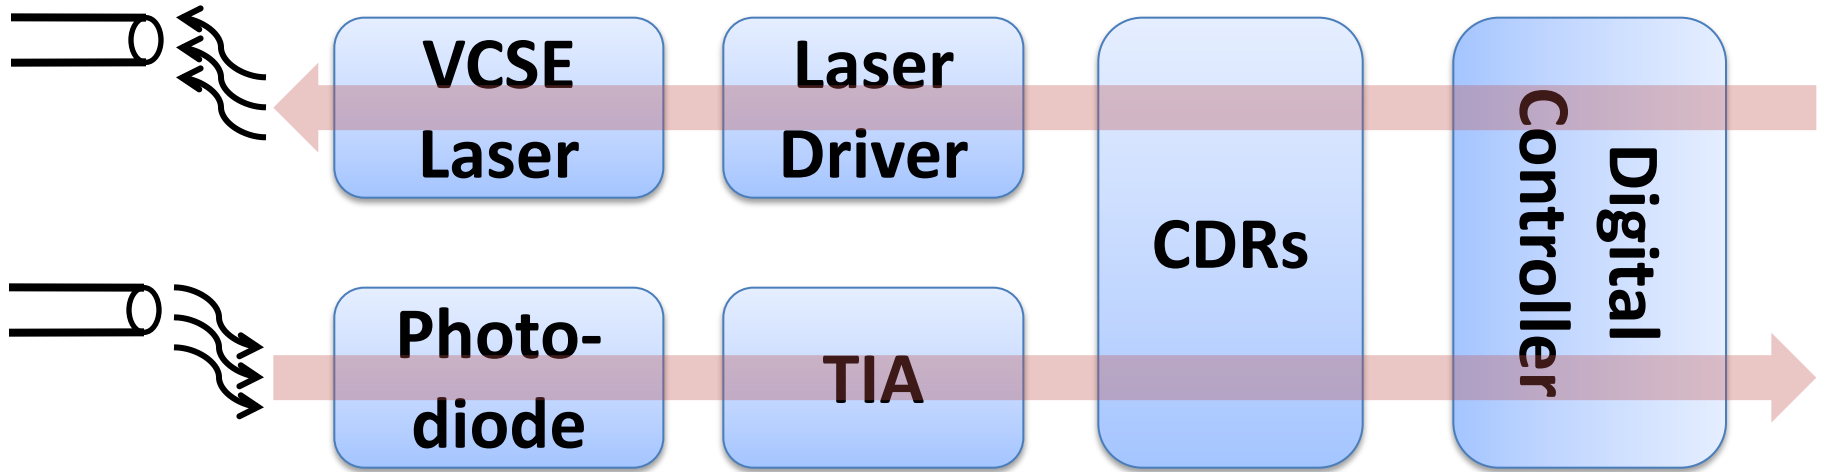 VCSE
Laser
Laser
Driver
CDRs
Digital
Controller
Photo-
diode
TIA